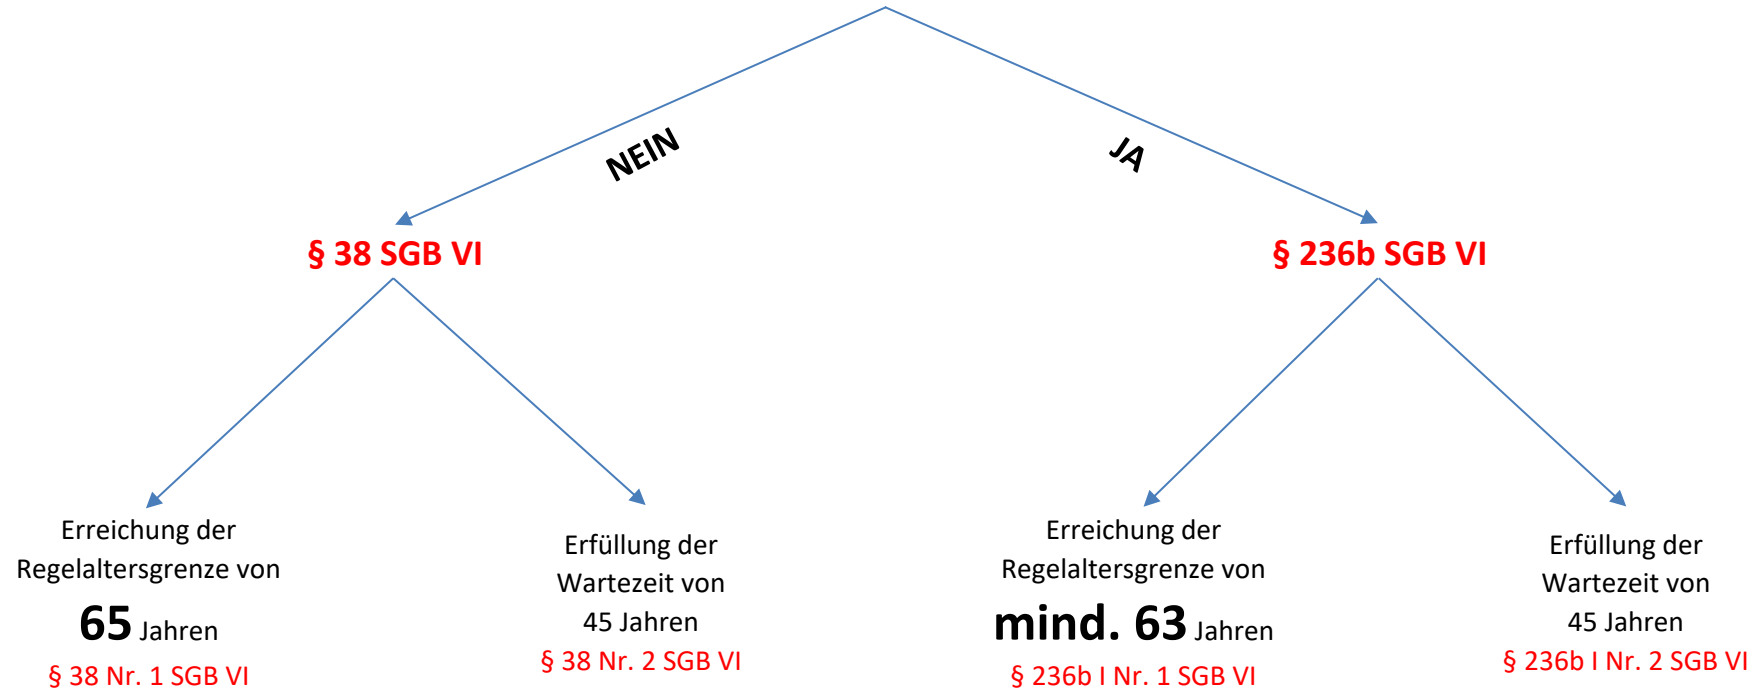 NEIN
JA
§ 38 SGB VI
§ 236b SGB VI
Erreichung der
Regelaltersgrenze von
65 Jahren
§ 38 Nr. 1 SGB VI
Erfüllung der
Wartezeit von
45 Jahren
§ 38 Nr. 2 SGB VI
Erreichung der
Regelaltersgrenze von
mind. 63 Jahren
§ 236b I Nr. 1 SGB VI
Erfüllung der
Wartezeit von
45 Jahren
§ 236b I Nr. 2 SGB VI